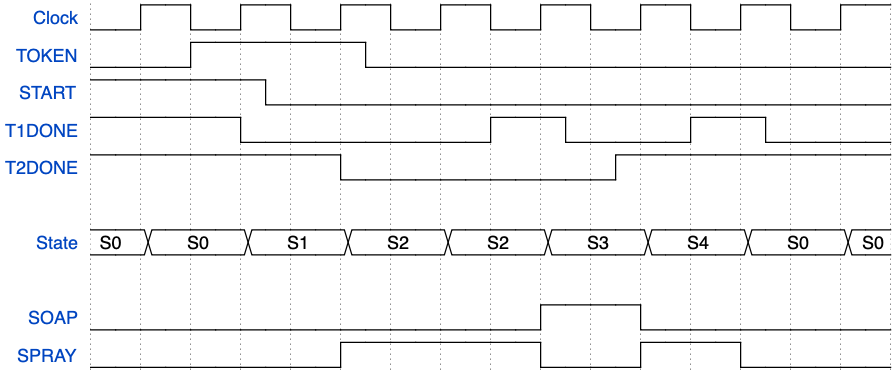 Clock
TOKEN
START
T1DONE
T2DONE
State S0 S0 S1 S2 S2 S3 S4 S0 S0
SOAP
SPRAY